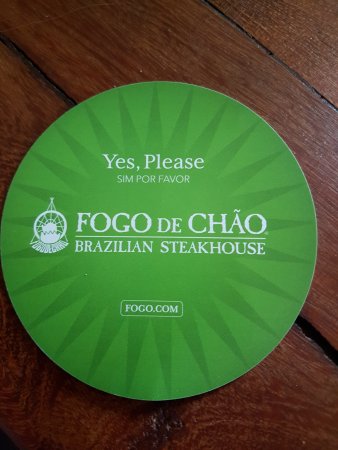 Yes, Please
SIM POR FAVOR
FOGO DE CHÃO
BRAZILIAN STEAKHOUSE
FOGO.COM